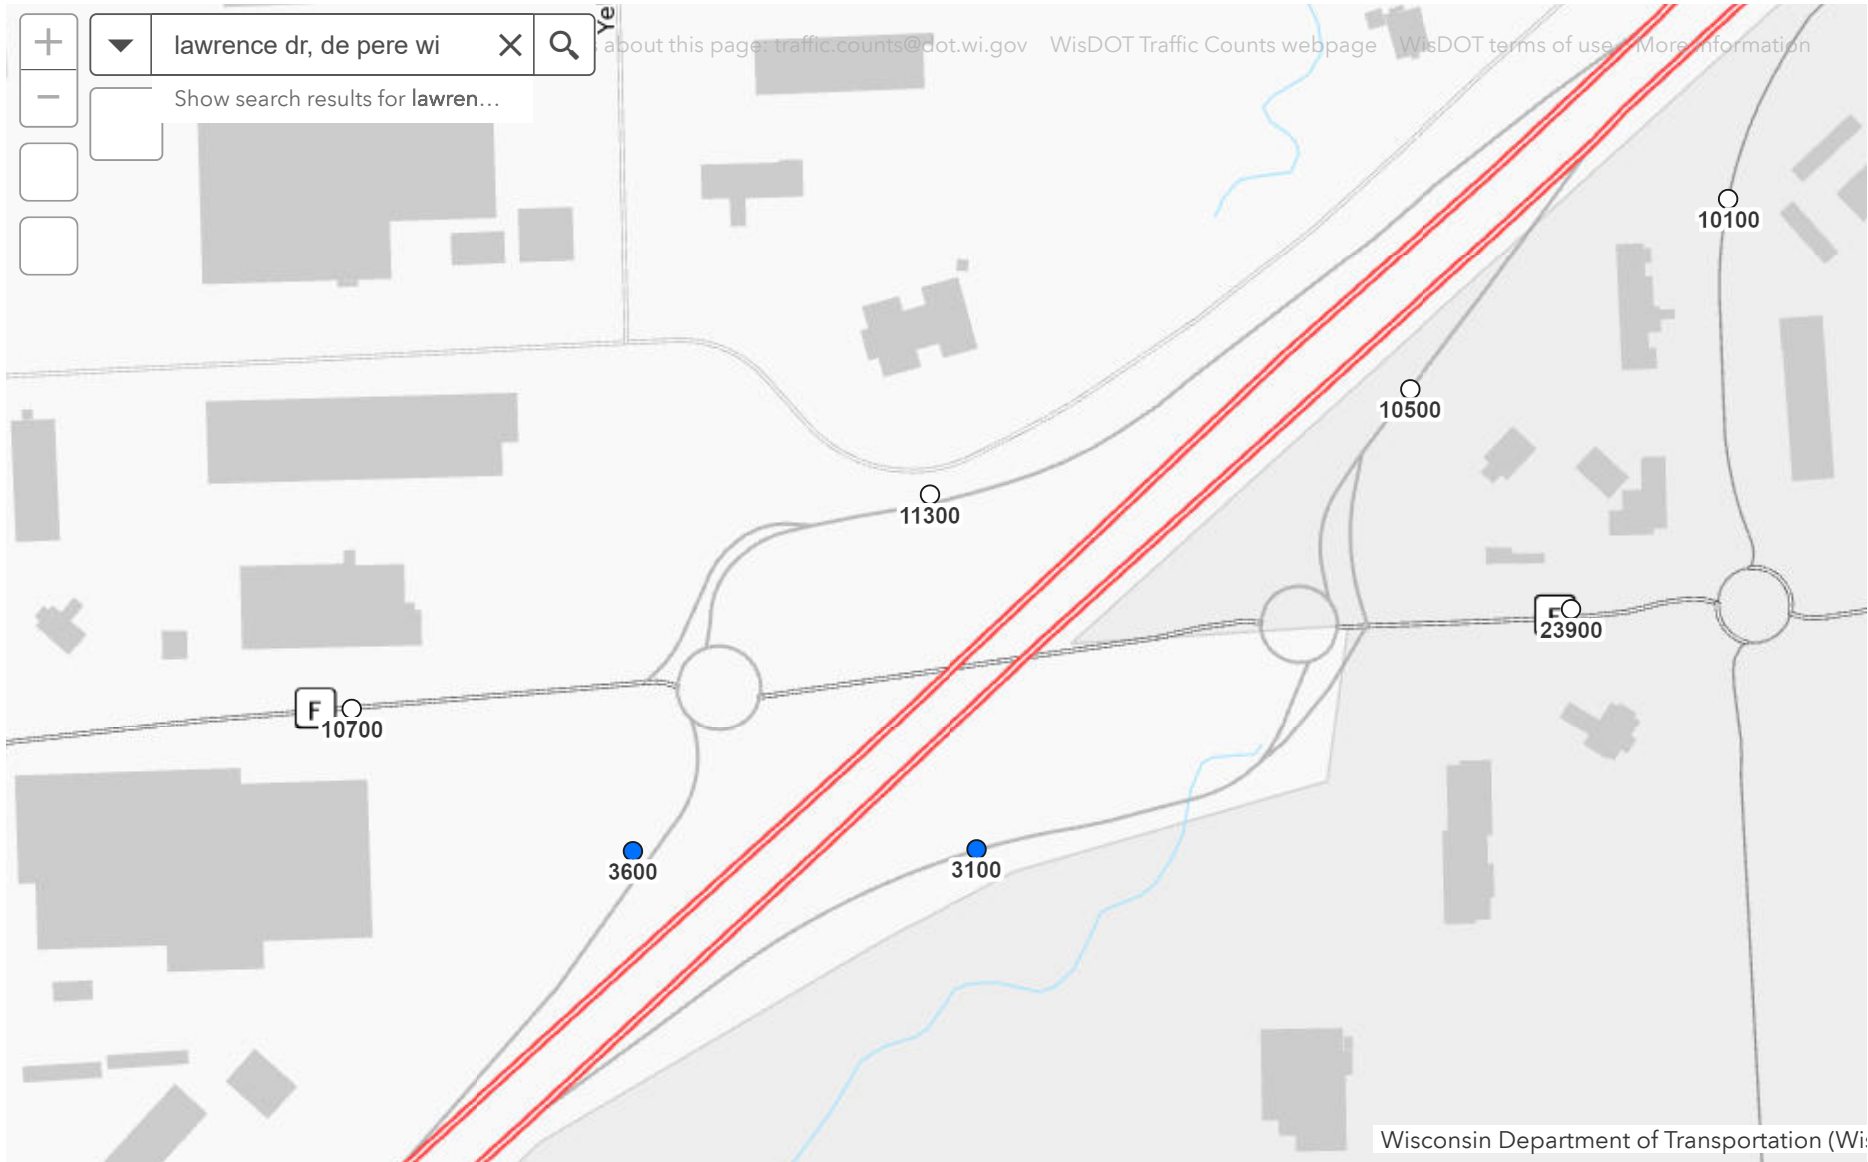 +
−
lawrence dr, de pere wi
Show search results for lawren...
Ye
about this page: traffic.counts@dot.wi.gov WisDOT Traffic Counts webpage WisDOT terms of use More Information
10100
10500
11300
F
23900
F
10700
3600
3100
Wisconsin Department of Transportation (Wis